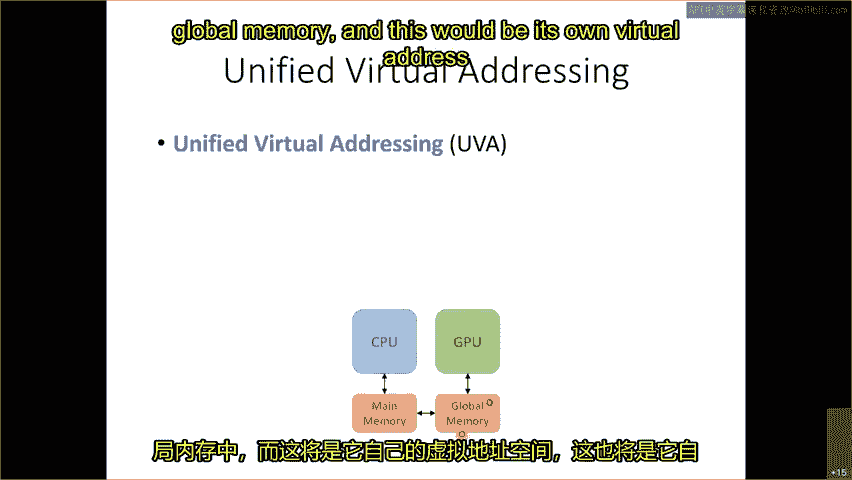 global memory, and this would be its own virtual
address
Unified Virtual Addressing
• Unified Virtual Addressing (UVA)
CPU
GPU
Main
Memory
Global
Memory
局内存中，而这将是它自己的虚拟地址空间，这也将是它自
+15